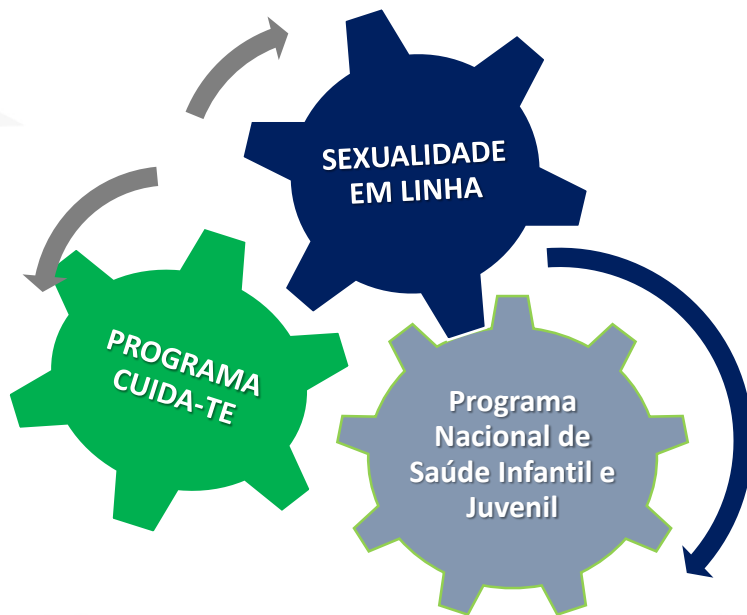 SEXUALIDADE
EM LINHA
PROGRAMA
CUIDA-TE
Programa
Nacional de
Saúde Infantil e
Juvenil